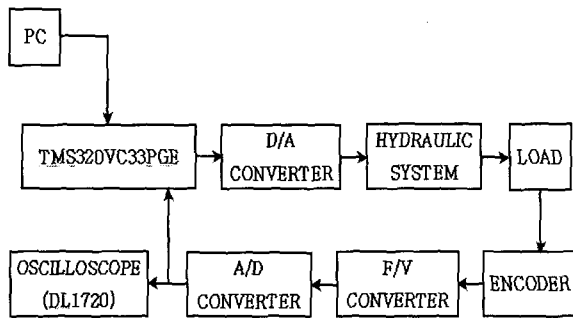 PC
TMS320VC33PGE
D/A
CONVERTER
HYDRAULIC
SYSTEM
LOAD
OSCILLOSCOPE
(DL1720)
A/D
CONVERTER
F/V
CONVERTER
ENCODER